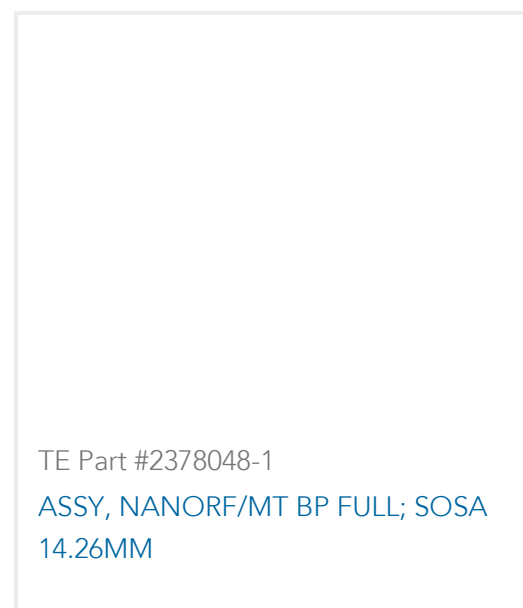 TE Part #2378048-1
ASSY, NANORF/MT BP FULL; SOSA
14.26MM